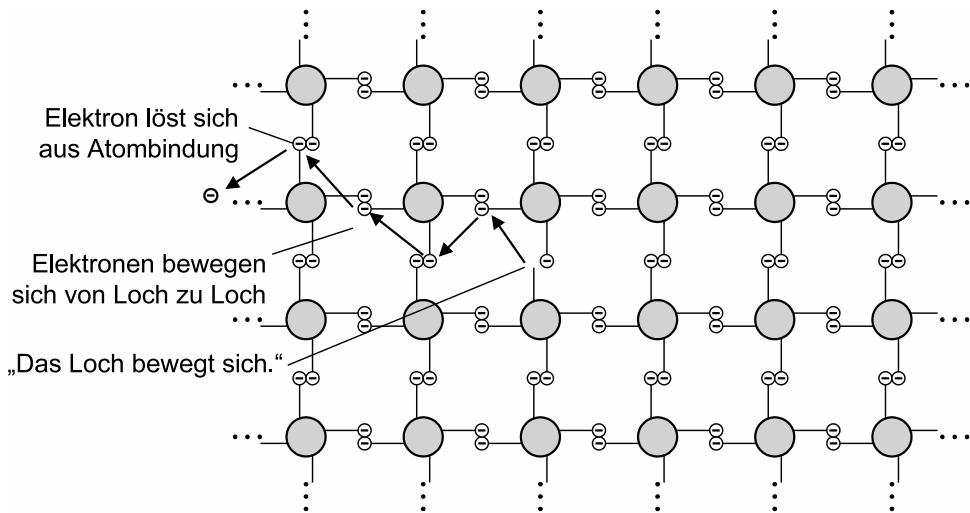 Elektron löst sich
aus Atombindung
Elektronen bewegen
sich von Loch zu Loch
„Das Loch bewegt sich.“